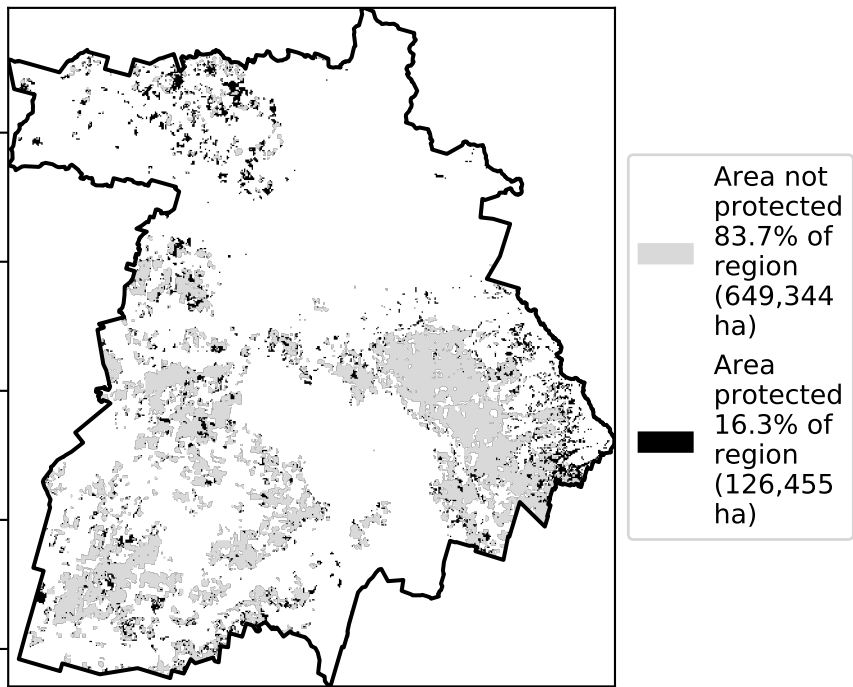 Area not
protected
83.7% of
region
(649,344
ha)
Area
protected
16.3% of
region
(126,455
ha)